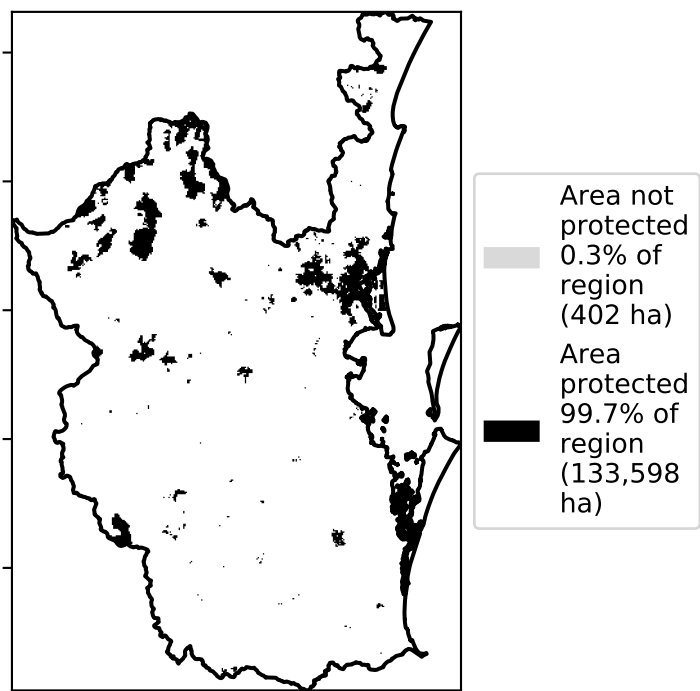 Area not
protected
0.3% of
region
(402 ha)
Area
protected
99.7% of
region
(133,598
ha)